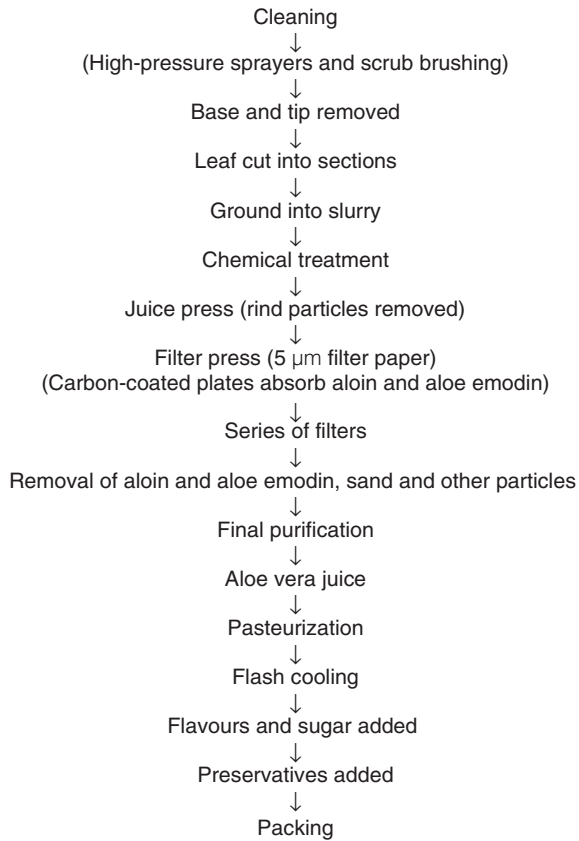 Cleaning
↓
(High-pressure sprayers and scrub brushing)
↓
Base and tip removed
↓
Leaf cut into sections
↓
Ground into slurry
↓
Chemical treatment
↓
Juice press (rind particles removed)
↓
Filter press (5 μm filter paper)
(Carbon-coated plates absorb aloin and aloe emodin)
↓
Series of filters
↓
Removal of aloin and aloe emodin, sand and other particles
↓
Final purification
↓
Aloe vera juice
↓
Pasteurization
↓
Flash cooling
↓
Flavours and sugar added
↓
Preservatives added
↓
Packing